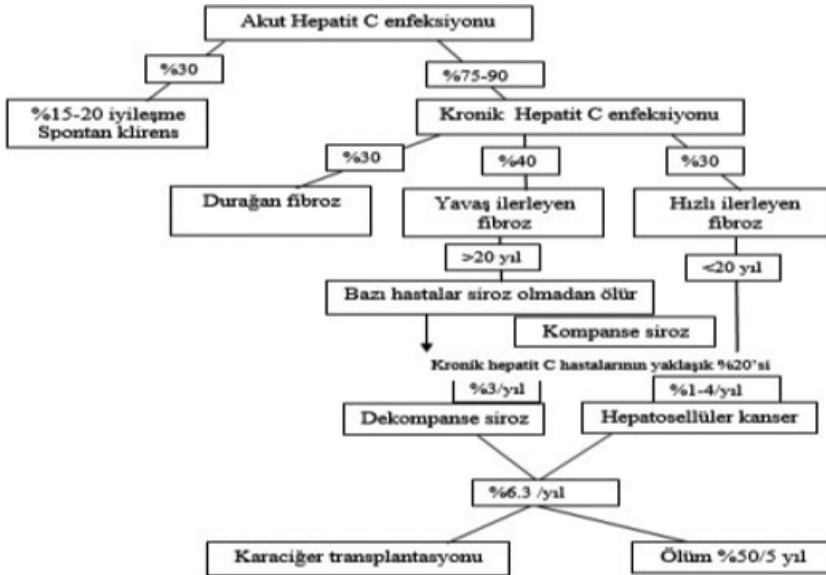 Akut Hepatit C enfeksiyonu
%30
%75-90
%15-20 iyileşme
Spontan klirens
Kronik Hepatit C enfeksiyonu
%30
%40
%30
Durağan fibroz
Yavaş ilerleyen
fibroz
Hızlı ilerleyen
fibroz
>20 yıl
<20 yıl
Bazı hastalar siroz olmadan ölür
Kompanse siroz
Kronik hepatit C hastalarının yaklaşık %20'si
%3/yıl
%1-4/yıl
Dekompanse siroz
Hepatosellüler kanser
%6.3 /yıl
Karaciğer transplantasyonu
Ölüm %50/5 yıl